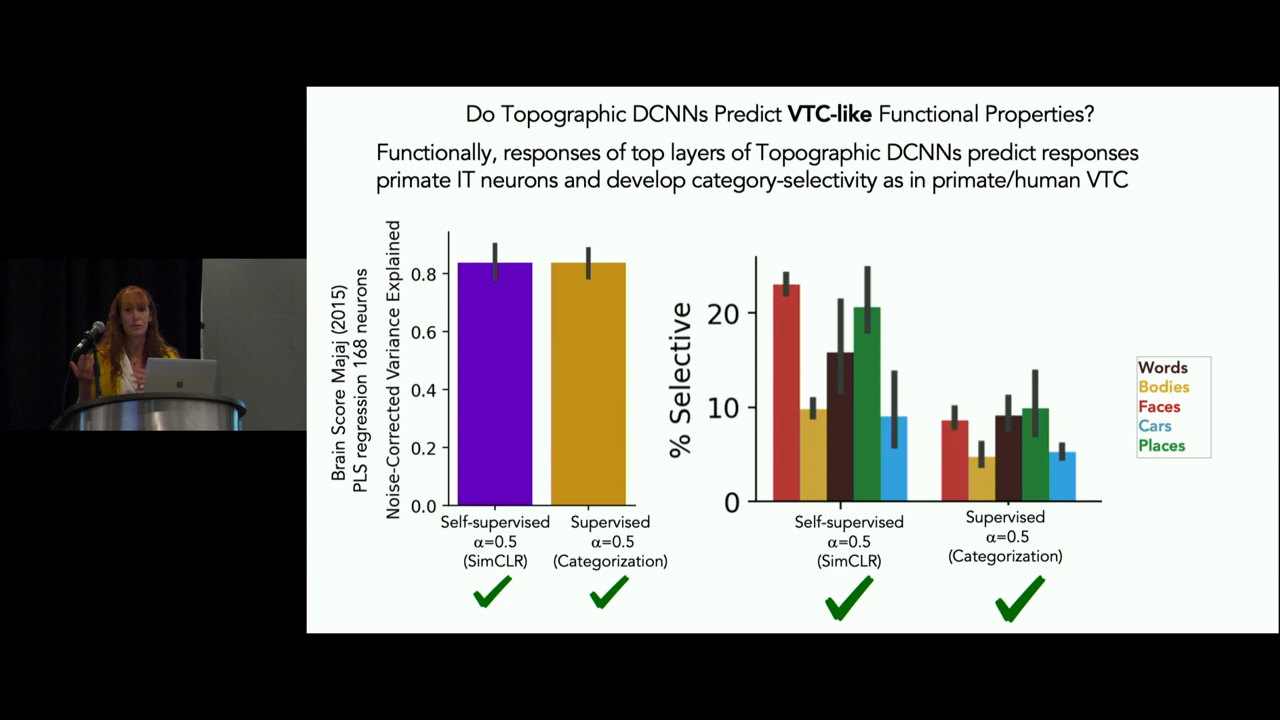 Do Topographic DCNNs Predict VTC-like Functional Properties?
Functionally, responses of top layers of Topographic DCNNs predict responses
primate IT neurons and develop category-selectivity as in primate/human VTC
Brain Score Majaj (2015)
PLS regression 168 neurons
Noise-Corrected Variance Explained
0.8
0.6
0.4
0.2
0.0
Self-supervised
α=0.5
(SimCLR)
Supervised
α=0.5
(Categorization)
% Selective
20
10
0
Self-supervised
α=0.5
(SimCLR)
Supervised
α=0.5
(Categorization)
Words
Bodies
Faces
Cars
Places